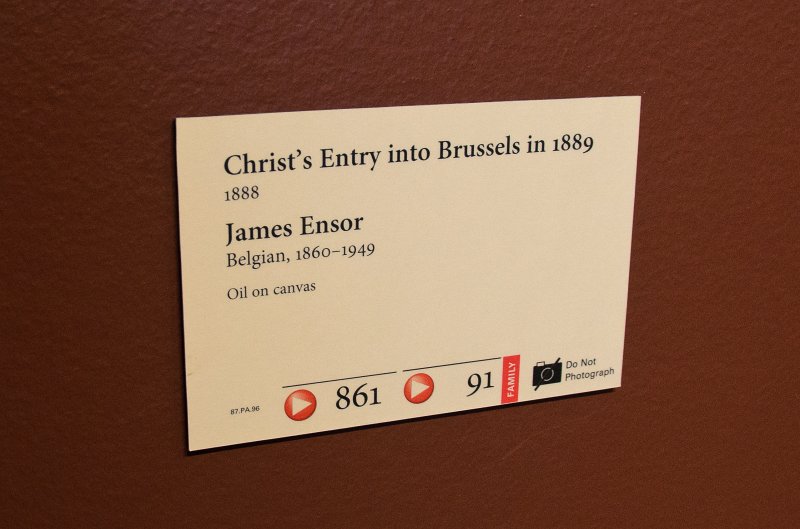 Christ's Entry into Brussels in 1889
1888
James Ensor
Belgian, 1860–1949
Oil on canvas
87.PA.96
861
91
FAMILY
Do Not
Photograph